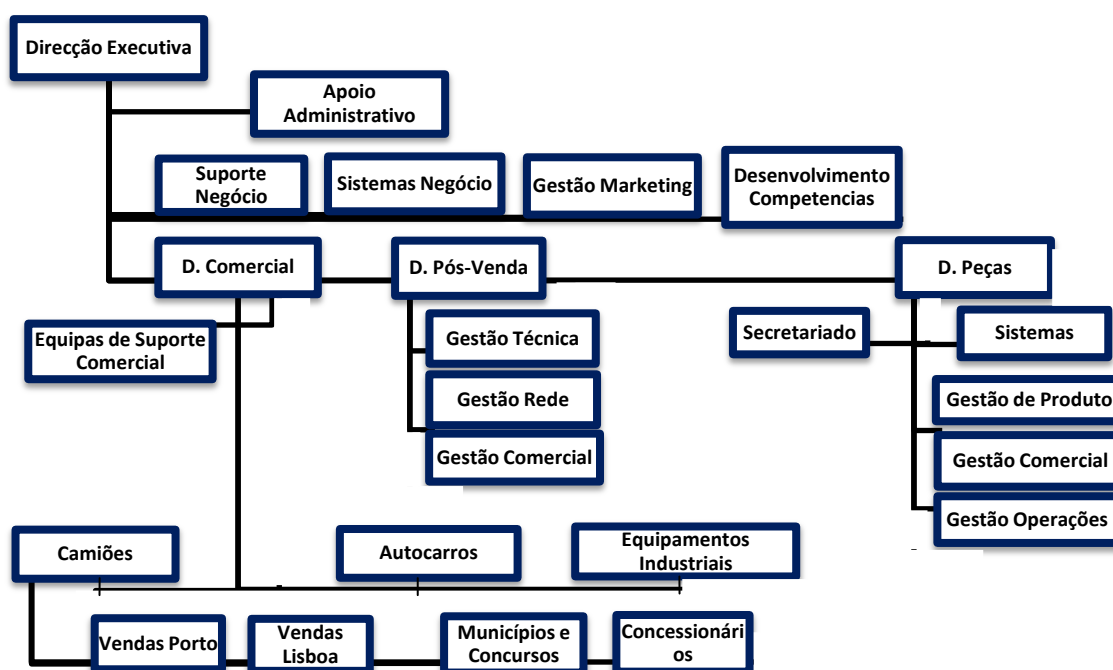 Direcção Executiva
Apoio
Administrativo
Suporte
Negócio
Sistemas Negócio
Gestão Marketing
Desenvolvimento
Competencias
D. Comercial
D. Pós-Venda
D. Peças
Equipas de Suporte
Comercial
Gestão Técnica
Gestão Rede
Gestão Comercial
Secretariado
Sistemas
Gestão de Produto
Gestão Comercial
Gestão Operações
Camiões
Autocarros
Equipamentos
Industriais
Vendas Porto
Vendas
Lisboa
Municípios e
Concursos
Concessionári
os